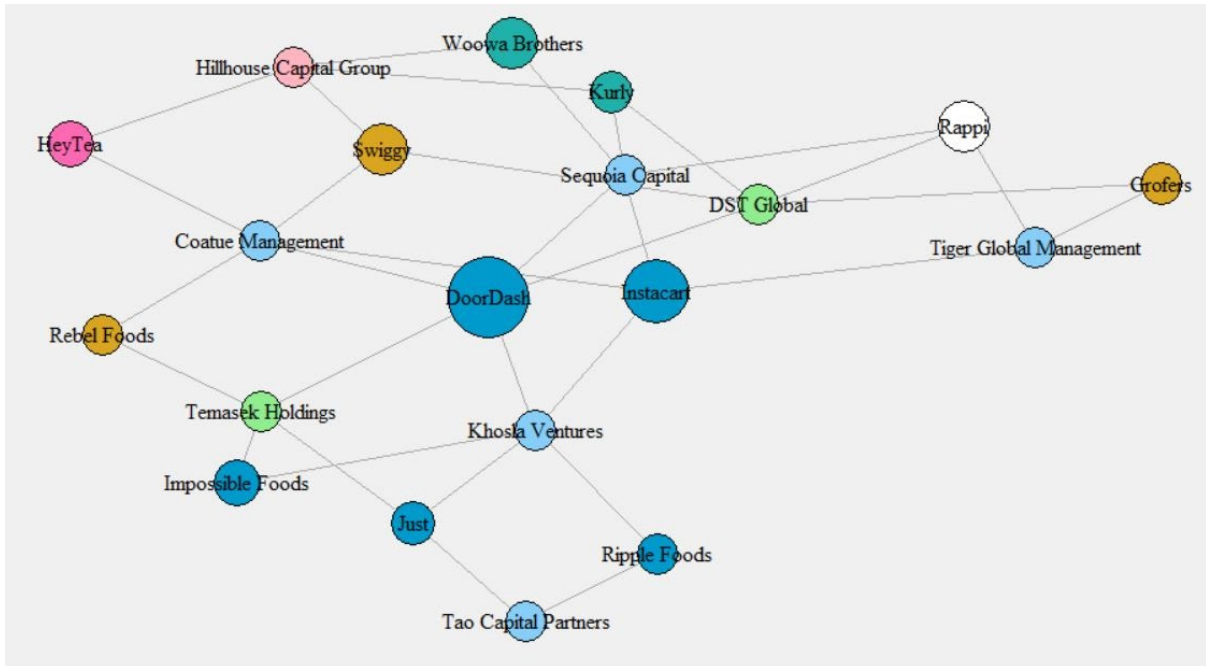 Woowa Brothers
Hillhouse Capital Group
Kurly
Rappi
HeyTea
Swiggy
Sequoia Capital
Grofers
DST Global
Coatue Management
Tiger Global Management
DoorDash
Instacart
Rebel Foods
Temasek Holdings
Khosla Ventures
Impossible Foods
Just
Ripple Foods
Tao Capital Partners